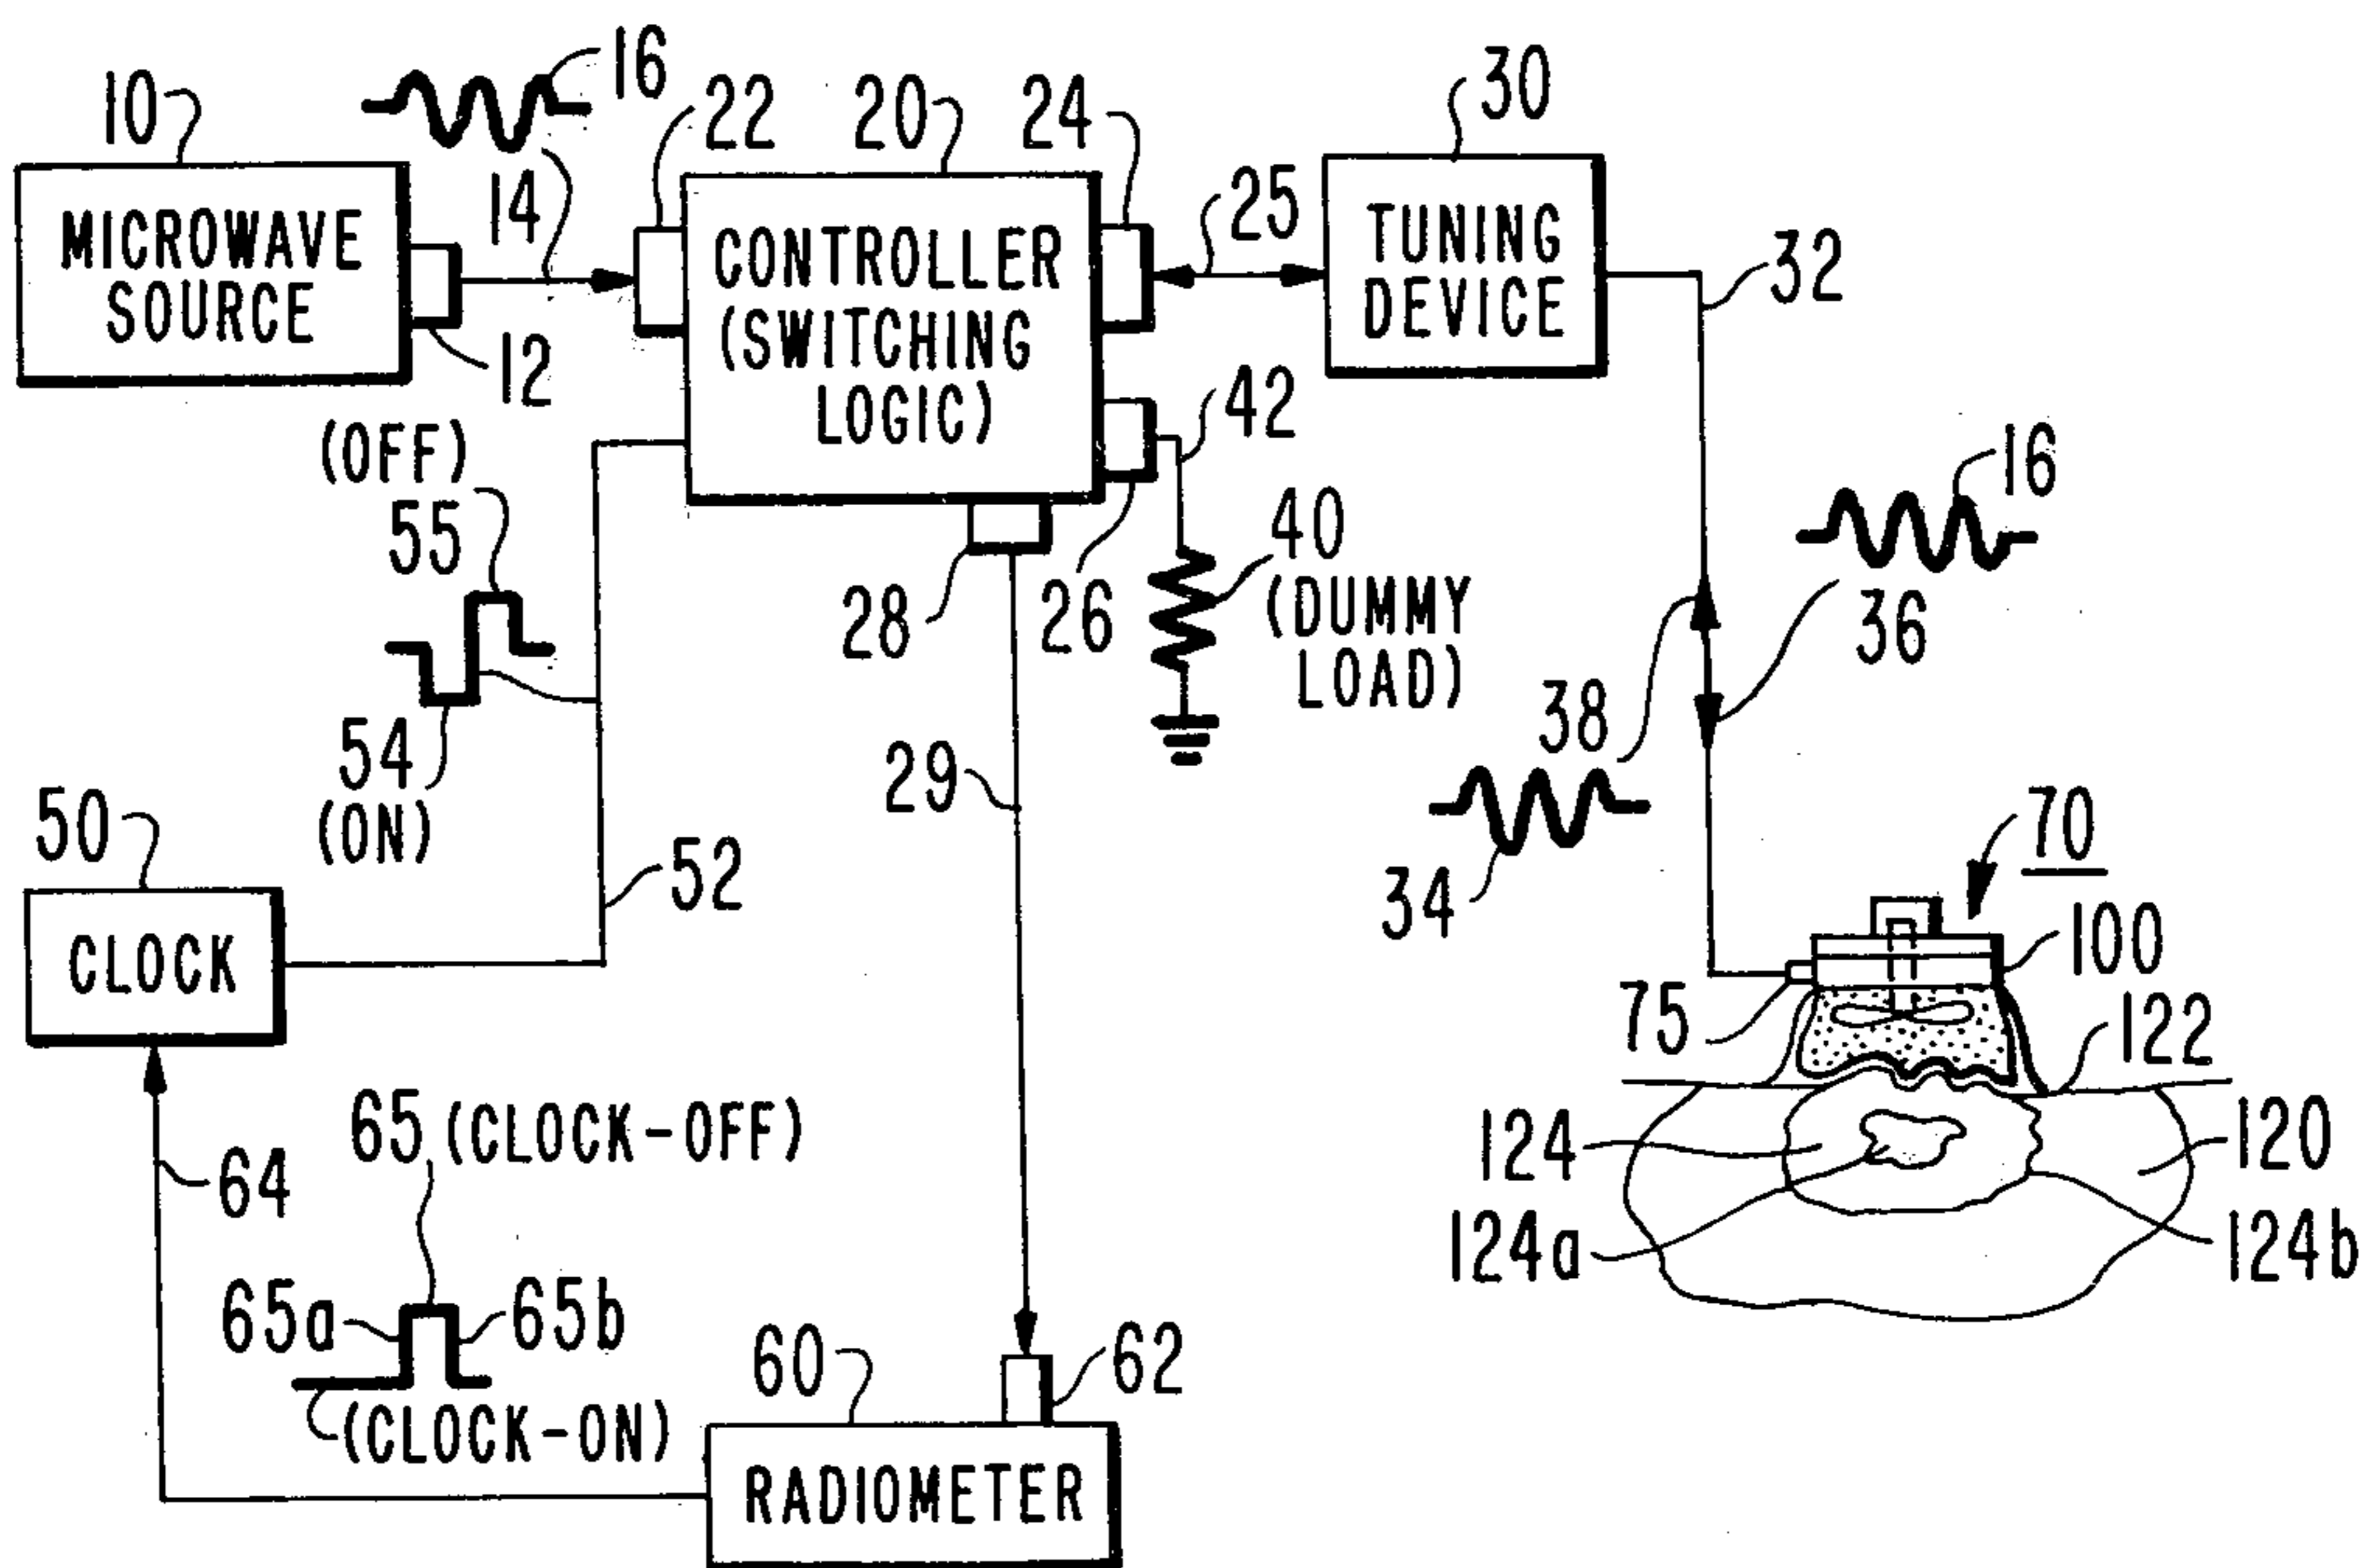 10
16
22
20
24
30
MICROWAVE
SOURCE
14
12
CONTROLLER
(SWITCHING
LOGIC)
25
TUNING
DEVICE
32
42
(OFF)
55
54
(ON)
28
26
40
(DUMMY
LOAD)
16
36
38
34
29
50
52
CLOCK
70
100
75
122
124
120
124a
124b
64
65 (CLOCK-OFF)
65a
65b
(CLOCK-ON)
60
62
RADIOMETER